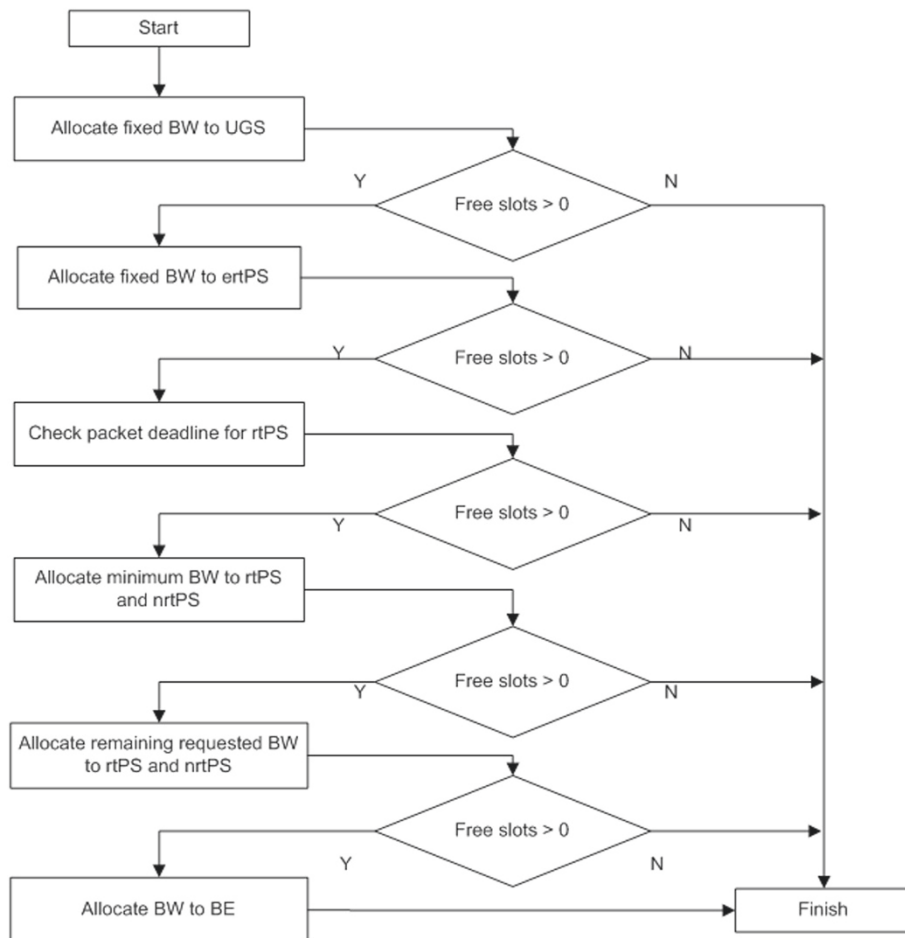 Start
Allocate fixed BW to UGS
Y
Free slots > 0
N
Allocate fixed BW to ertPS
Y
Free slots > 0
N
Check packet deadline for rtPS
Y
Free slots > 0
N
Allocate minimum BW to rtPS
and nrtPS
Y
Free slots > 0
N
Allocate remaining requested BW
to rtPS and nrtPS
Y
Free slots > 0
N
Allocate BW to BE
Finish